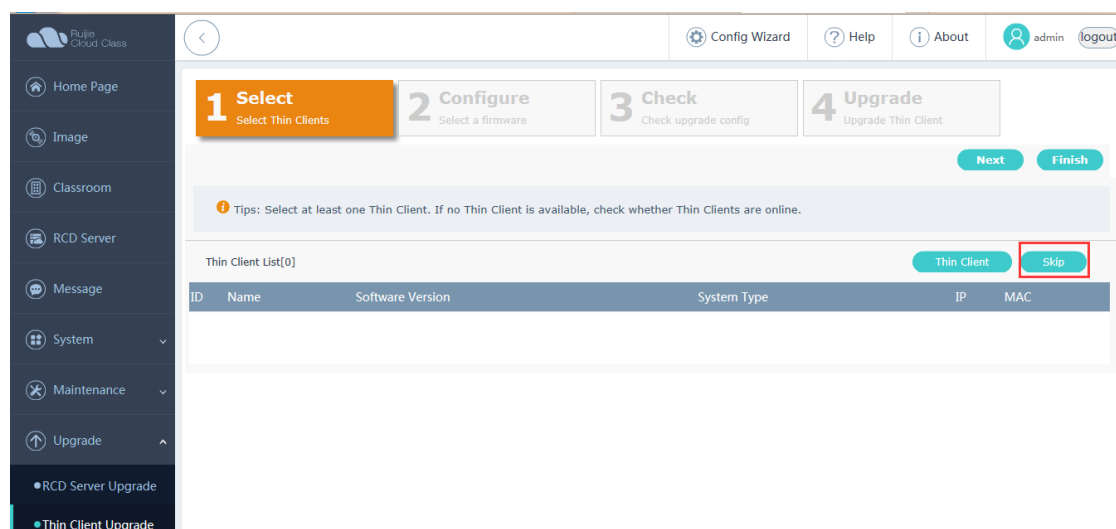 Ruijie
Cloud Class
Config Wizard
Help
About
admin
logout
Home Page
Image
Classroom
RCD Server
Message
System
Maintenance
Upgrade
RCD Server Upgrade
Thin Client Upgrade
1 Select
Select Thin Clients
2 Configure
Select a firmware
3 Check
Check upgrade config
4 Upgrade
Upgrade Thin Client
Next Finish
Tips: Select at least one Thin Client. If no Thin Client is available, check whether Thin Clients are online.
Thin Client List[0] Thin Client Skip
ID Name Software Version System Type IP MAC